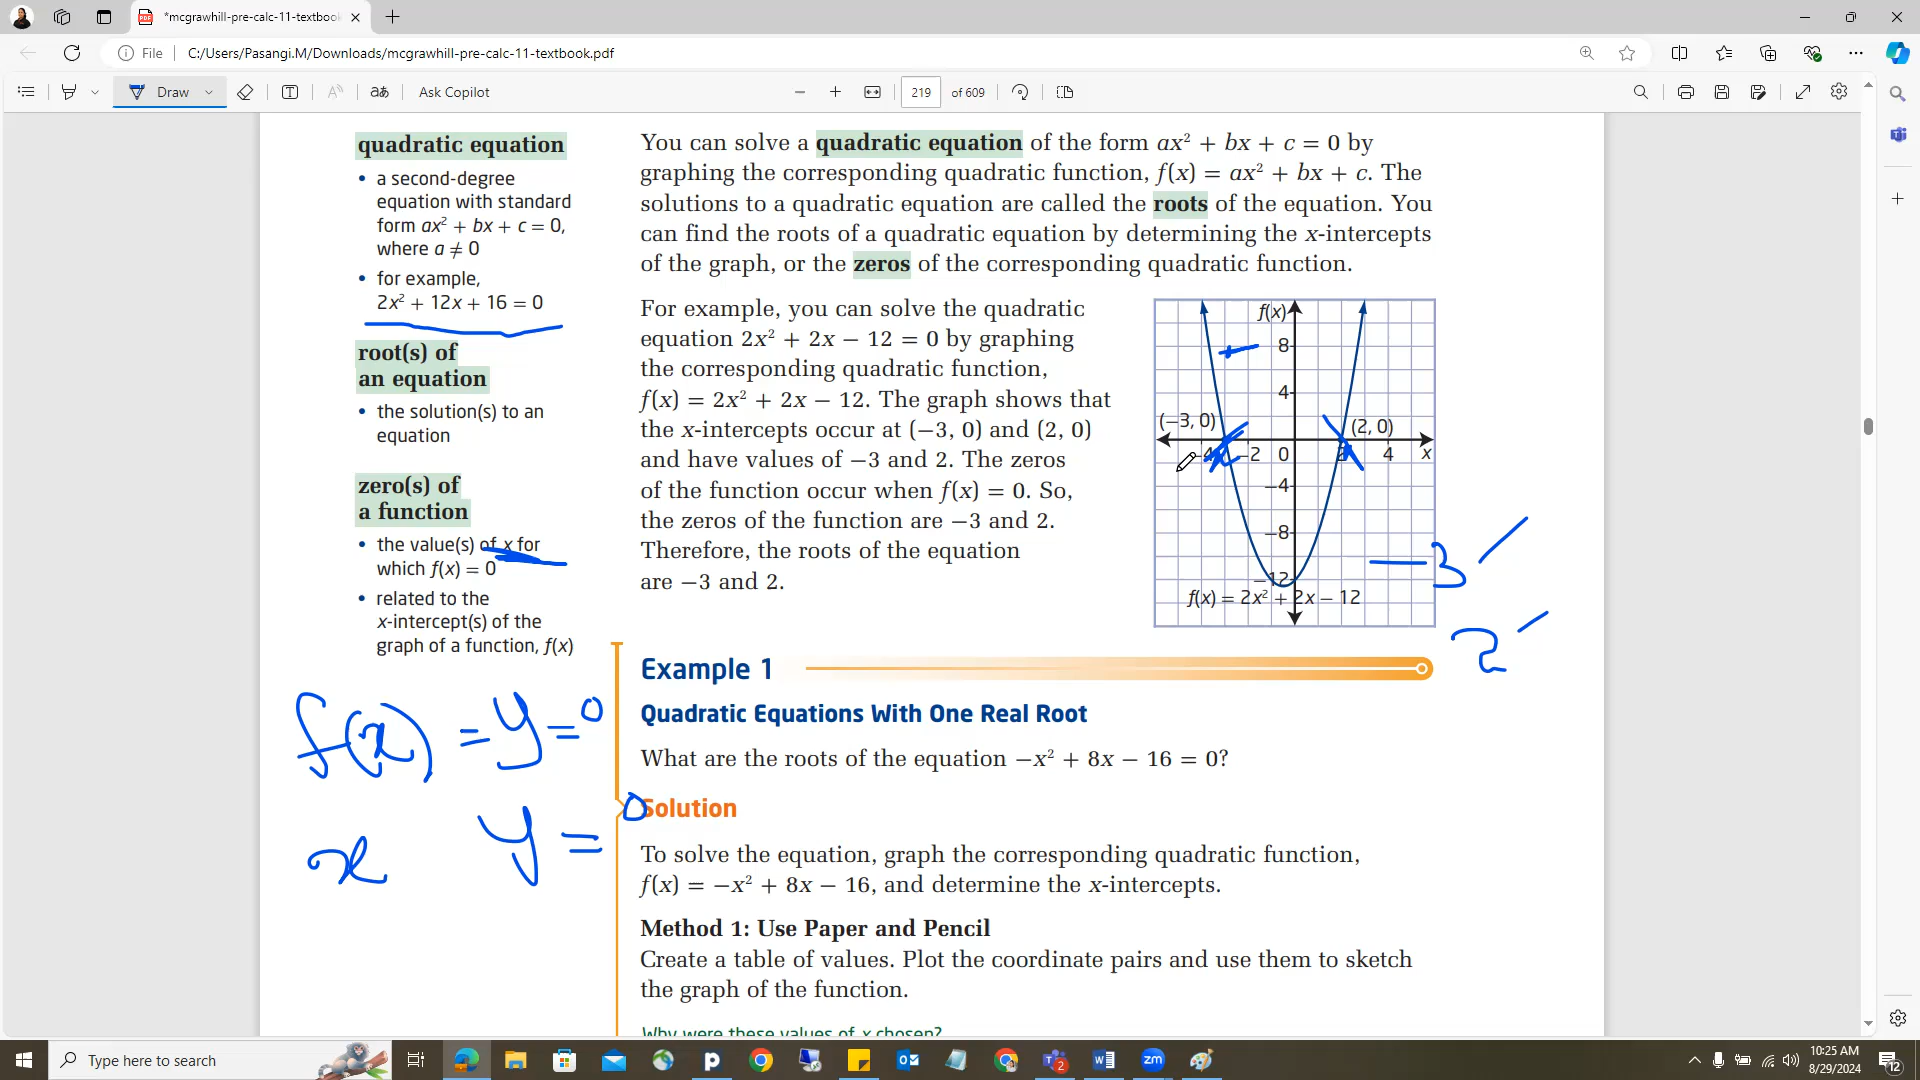 *mcgrawhill-pre-calc-11-textbook
File
C:/Users/Pasangi.M/Downloads/mcgrawhill-pre-calc-11-textbook.pdf
Draw
Ask Copilot
219 of 609
quadratic equation
• a second-degree
equation with standard
form ax² + bx + c = 0,
where a ≠ 0
• for example,
2x² + 12x + 16 = 0
root(s) of
an equation
• the solution(s) to an
equation
zero(s) of
a function
• the value(s) of x for
which f(x) = 0
• related to the
x-intercept(s) of the
graph of a function, f(x)
f(x) = y = 0
x y = 0
You can solve a quadratic equation of the form ax² + bx + c = 0 by
graphing the corresponding quadratic function, f(x) = ax² + bx + c. The
solutions to a quadratic equation are called the roots of the equation. You
can find the roots of a quadratic equation by determining the x-intercepts
of the graph, or the zeros of the corresponding quadratic function.
For example, you can solve the quadratic
equation 2x² + 2x − 12 = 0 by graphing
the corresponding quadratic function,
f(x) = 2x² + 2x − 12. The graph shows that
the x-intercepts occur at (−3, 0) and (2, 0)
and have values of −3 and 2. The zeros
of the function occur when f(x) = 0. So,
the zeros of the function are −3 and 2.
Therefore, the roots of the equation
are −3 and 2.
f(x)
8
4
(−3, 0)
(2, 0)
−4 −2 0 2 4 x
−4
−8
−12
f(x) = 2x² + 2x − 12
−3
2
Example 1
Quadratic Equations With One Real Root
What are the roots of the equation −x² + 8x − 16 = 0?
Solution
To solve the equation, graph the corresponding quadratic function,
f(x) = −x² + 8x − 16, and determine the x-intercepts.
Method 1: Use Paper and Pencil
Create a table of values. Plot the coordinate pairs and use them to sketch
the graph of the function.
Why were these values of x chosen?
Type here to search
10:25 AM
8/29/2024